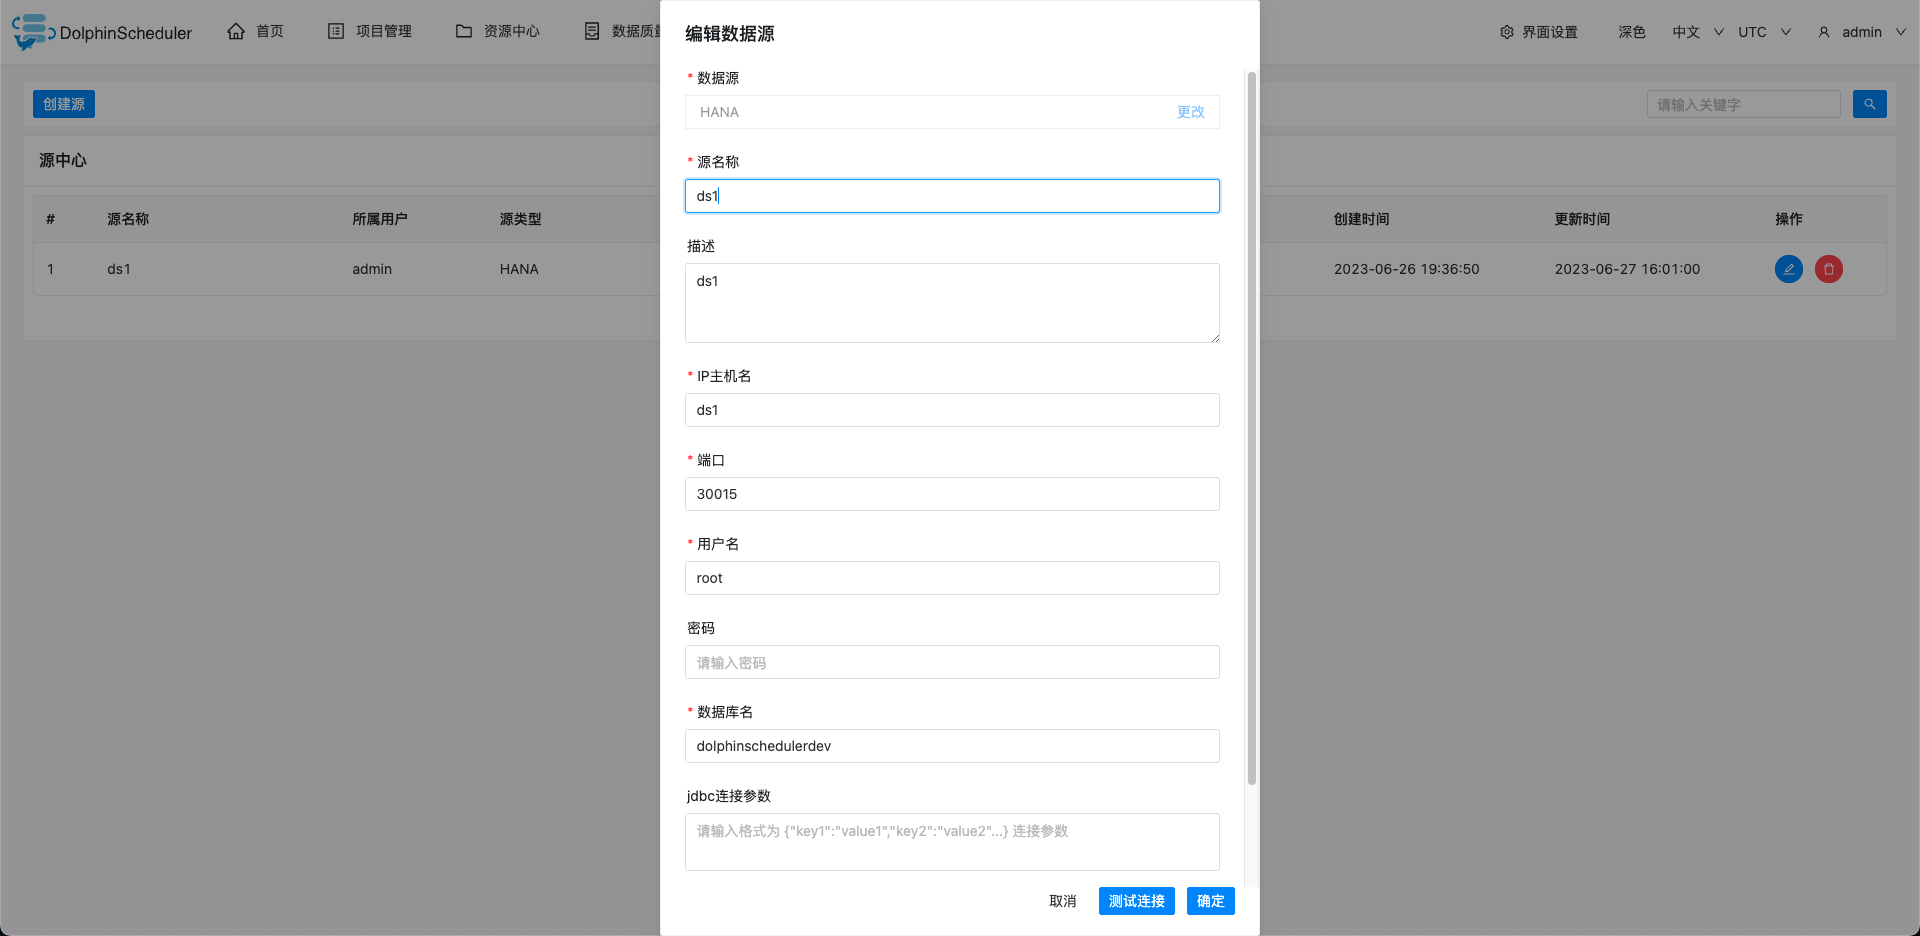 DolphinScheduler
首页
项目管理
资源中心
数据质量
界面设置
深色
中文
UTC
admin
创建源
请输入关键字
源中心
# 源名称 所属用户 源类型 创建时间 更新时间 操作
1 ds1 admin HANA 2023-06-26 19:36:50 2023-06-27 16:01:00
编辑数据源
* 数据源
HANA 更改
* 源名称
ds1
描述
ds1
* IP主机名
ds1
* 端口
30015
* 用户名
root
密码
请输入密码
* 数据库名
dolphinschedulerdev
jdbc连接参数
请输入格式为 {"key1":"value1","key2":"value2"...} 连接参数
取消 测试连接 确定